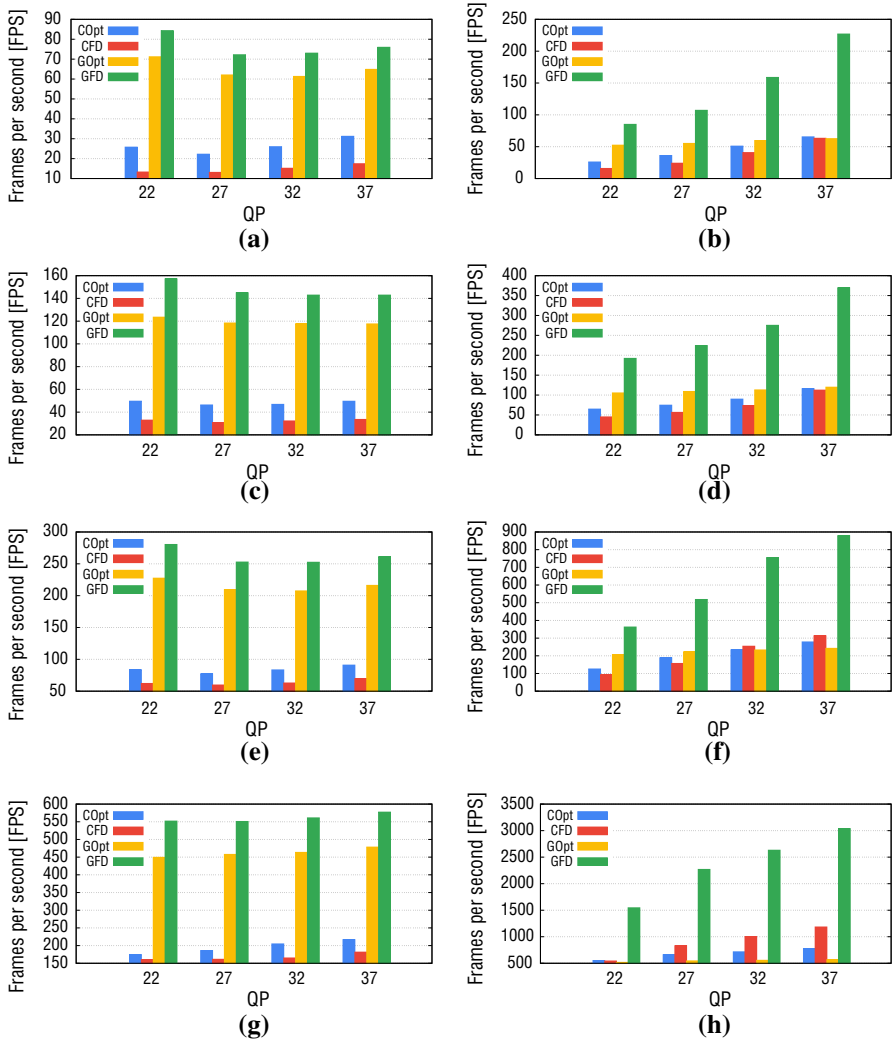 Frames per second [FPS]
90
80
70
60
50
40
30
20
10
COpt
CFD
GOpt
GFD
22 27 32 37
QP
(a)
Frames per second [FPS]
250
200
150
100
50
0
COpt
CFD
GOpt
GFD
22 27 32 37
QP
(b)
Frames per second [FPS]
160
140
120
100
80
60
40
20
COpt
CFD
GOpt
GFD
22 27 32 37
QP
(c)
Frames per second [FPS]
400
350
300
250
200
150
100
50
0
COpt
CFD
GOpt
GFD
22 27 32 37
QP
(d)
Frames per second [FPS]
300
250
200
150
100
50
COpt
CFD
GOpt
GFD
22 27 32 37
QP
(e)
Frames per second [FPS]
900
800
700
600
500
400
300
200
100
0
COpt
CFD
GOpt
GFD
22 27 32 37
QP
(f)
Frames per second [FPS]
600
550
500
450
400
350
300
250
200
150
COpt
CFD
GOpt
GFD
22 27 32 37
QP
(g)
Frames per second [FPS]
3500
3000
2500
2000
1500
1000
500
COpt
CFD
GOpt
GFD
22 27 32 37
QP
(h)